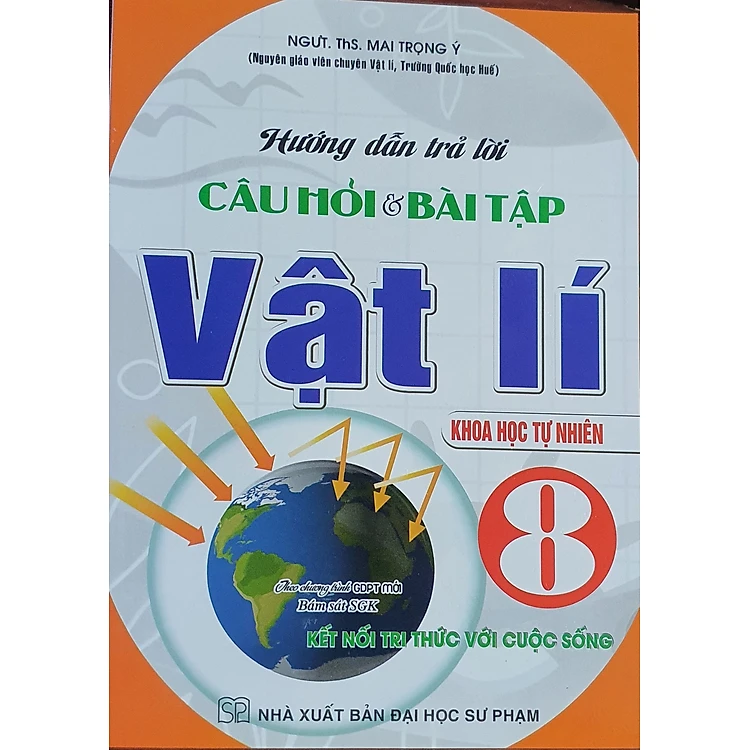 NGƯT. ThS. MAI TRỌNG Ý
(Nguyên giáo viên chuyên Vật lí, Trường Quốc học Huế)
Hướng dẫn trả lời
CÂU HỎI & BÀI TẬP
Vật lí
KHOA HỌC TỰ NHIÊN
8
Theo chương trình GDPT MỚI
Bám sát SGK
KẾT NỐI TRI THỨC VỚI CUỘC SỐNG
SP NHÀ XUẤT BẢN ĐẠI HỌC SƯ PHẠM